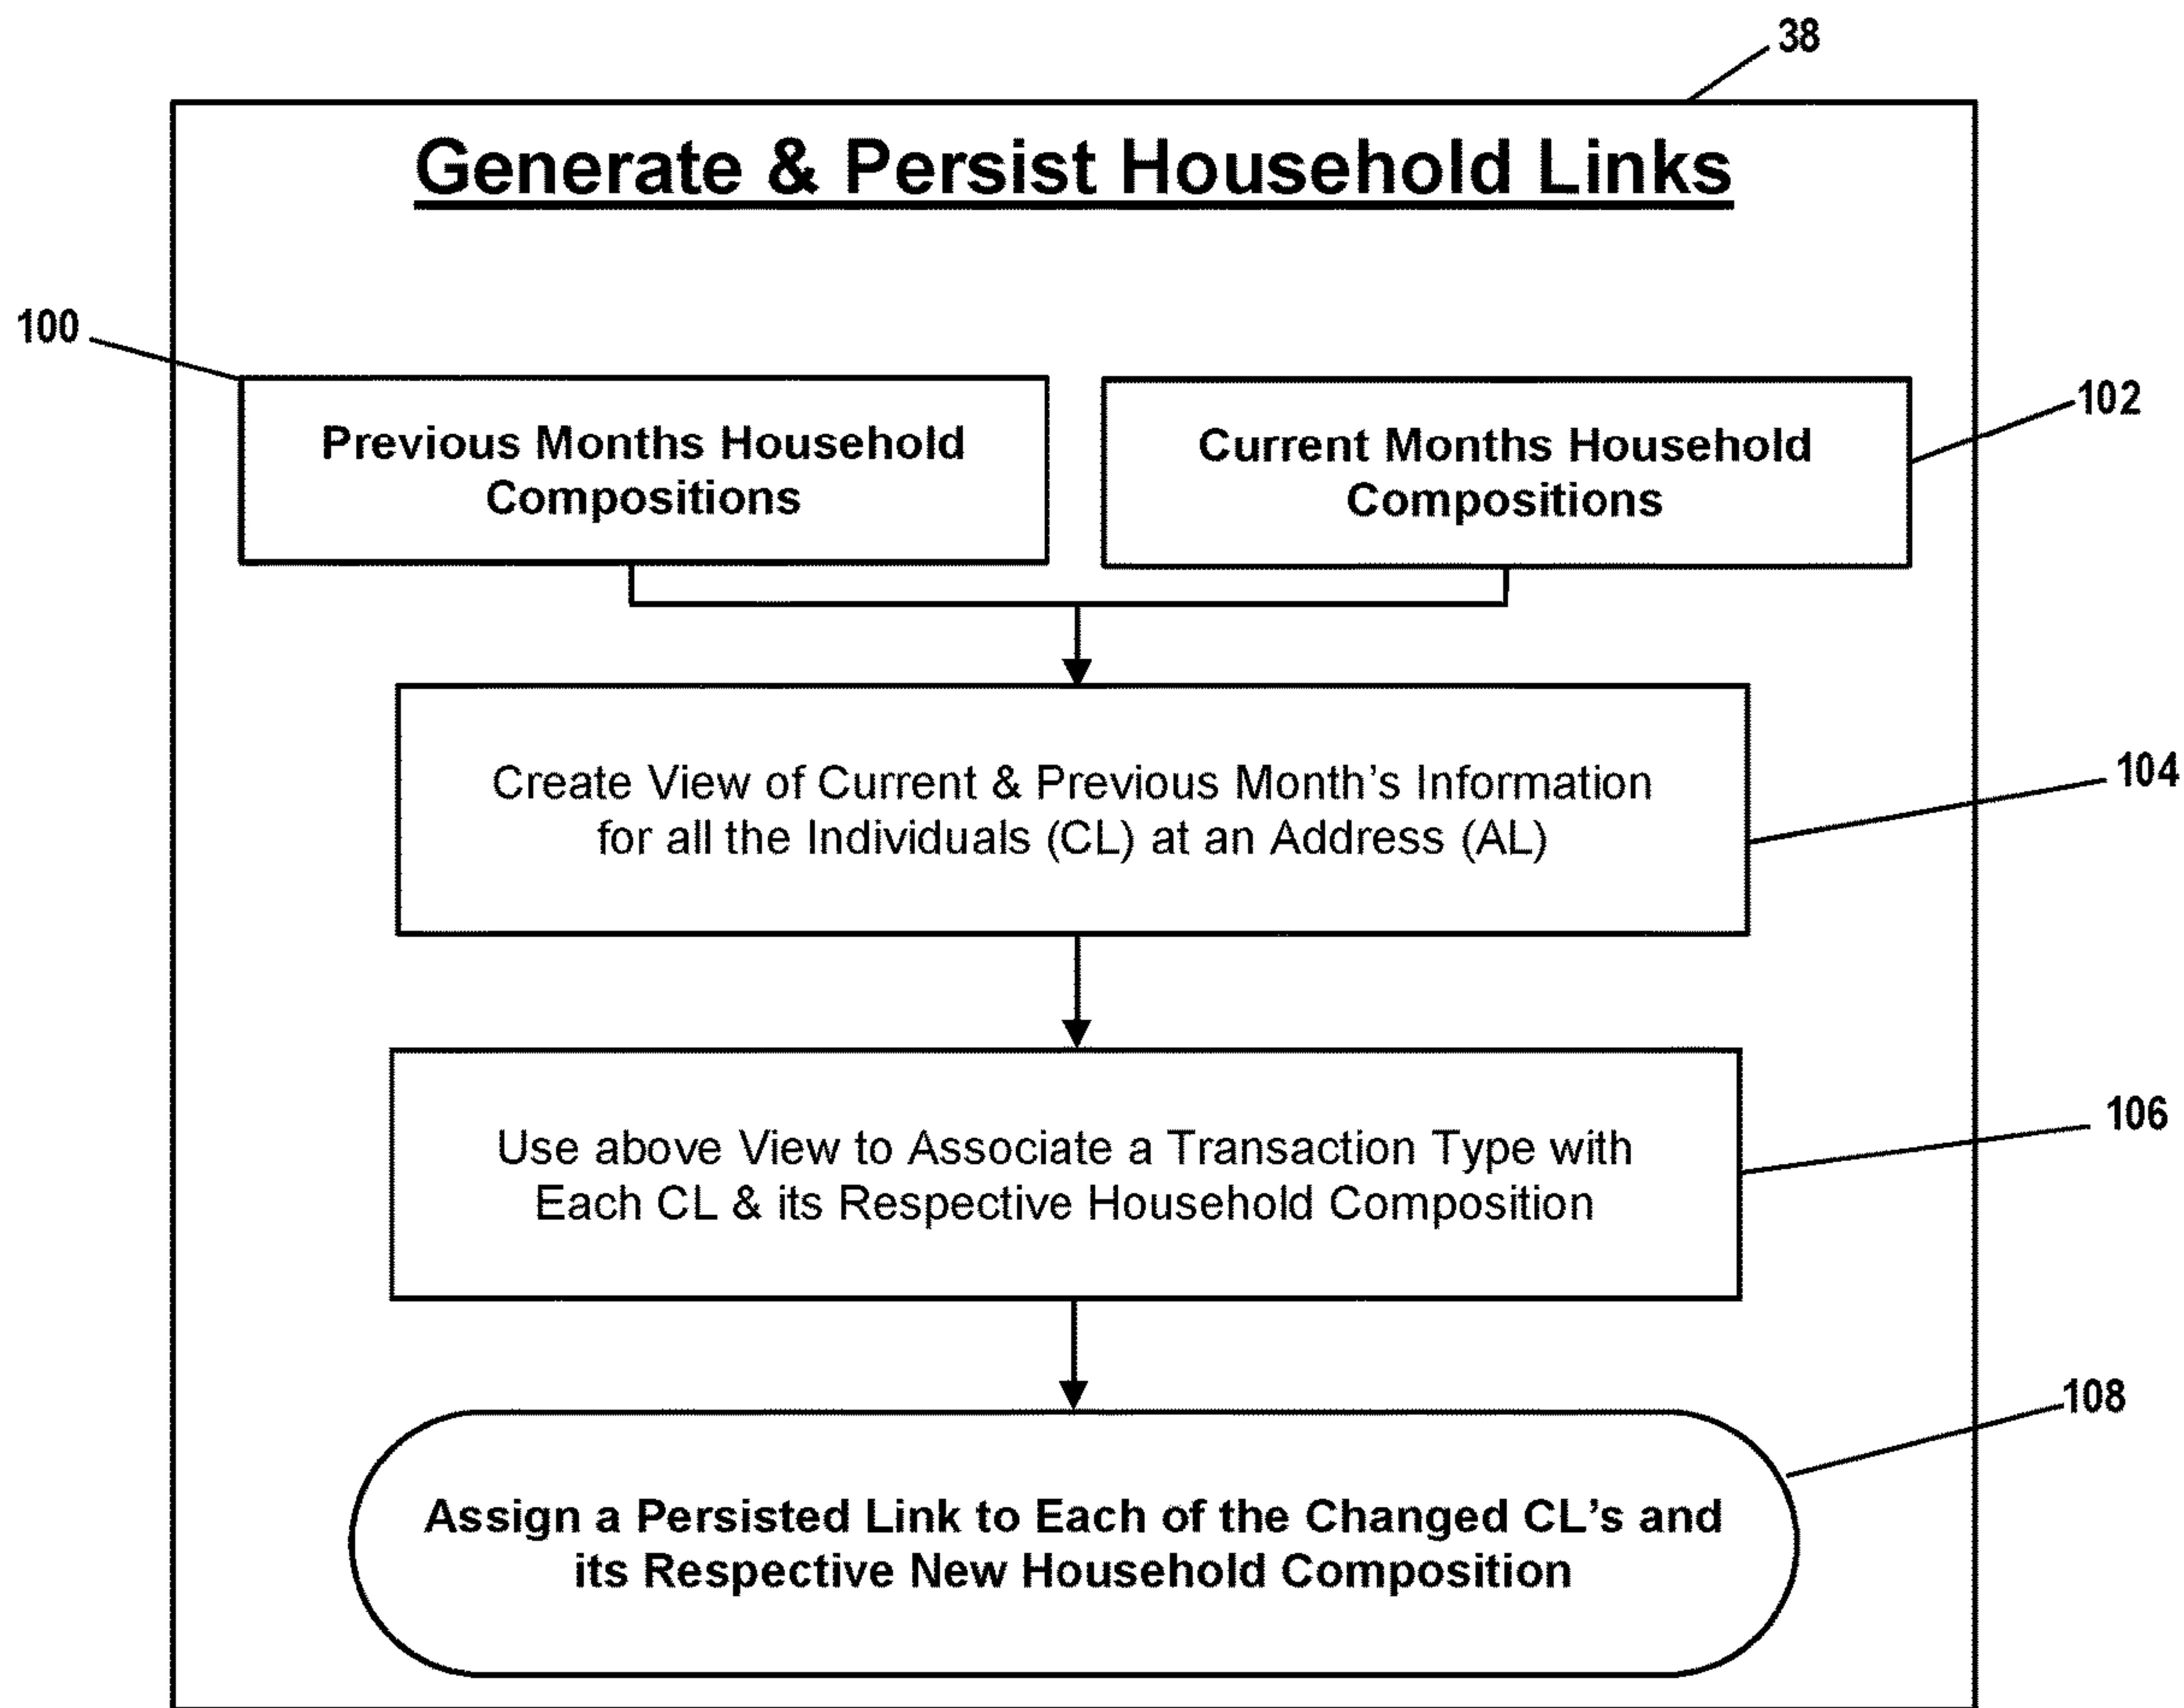 38
Generate & Persist Household Links
100
Previous Months Household
Compositions
Current Months Household
Compositions
102
Create View of Current & Previous Month's Information
for all the Individuals (CL) at an Address (AL)
104
Use above View to Associate a Transaction Type with
Each CL & its Respective Household Composition
106
Assign a Persisted Link to Each of the Changed CL's and
its Respective New Household Composition
108